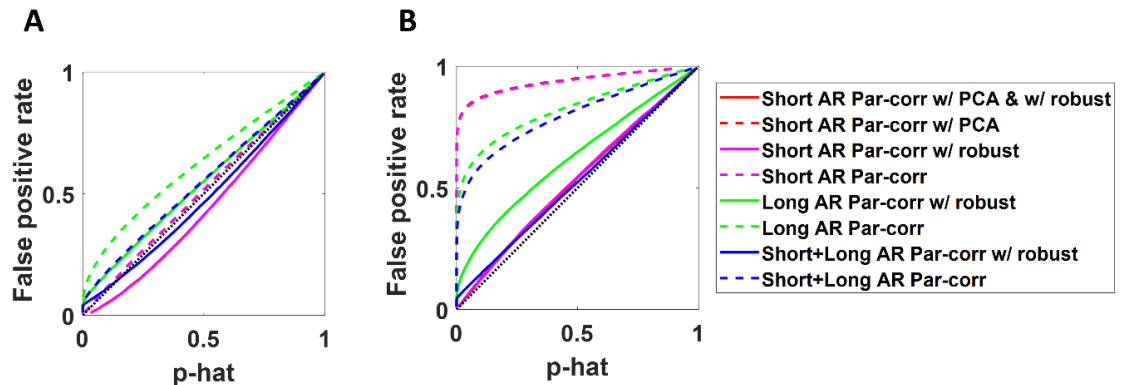 A
B
False positive rate
1
0.5
0
0
0.5
1
p-hat
False positive rate
1
0.5
0
0
0.5
1
p-hat
Short AR Par-corr w/ PCA & w/ robust
Short AR Par-corr w/ PCA
Short AR Par-corr w/ robust
Short AR Par-corr
Long AR Par-corr w/ robust
Long AR Par-corr
Short+Long AR Par-corr w/ robust
Short+Long AR Par-corr